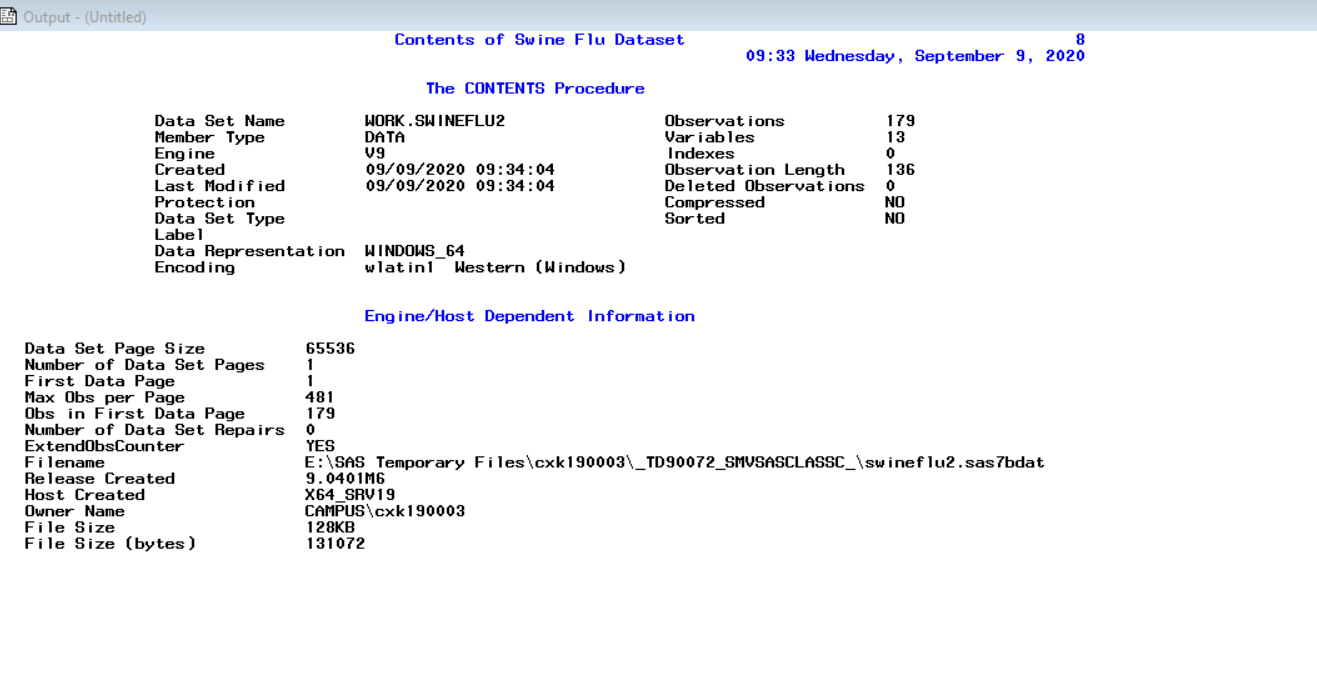 Output - (Untitled)
Contents of Swine Flu Dataset 8
09:33 Wednesday, September 9, 2020
The CONTENTS Procedure
Data Set Name WORK.SWINEFLU2 Observations 179
Member Type DATA Variables 13
Engine V9 Indexes 0
Created 09/09/2020 09:34:04 Observation Length 136
Last Modified 09/09/2020 09:34:04 Deleted Observations 0
Protection Compressed NO
Data Set Type Sorted NO
Label
Data Representation WINDOWS_64
Encoding wlatin1 Western (Windows)
Engine/Host Dependent Information
Data Set Page Size 65536
Number of Data Set Pages 1
First Data Page 1
Max Obs per Page 481
Obs in First Data Page 179
Number of Data Set Repairs 0
ExtendObsCounter YES
Filename E:\SAS Temporary Files\cxk190003\_TD90072_SMVSASCLASSC_\swineflu2.sas7bdat
Release Created 9.0401M6
Host Created X64_SRV19
Owner Name CAMPUS\cxk190003
File Size 128KB
File Size (bytes) 131072